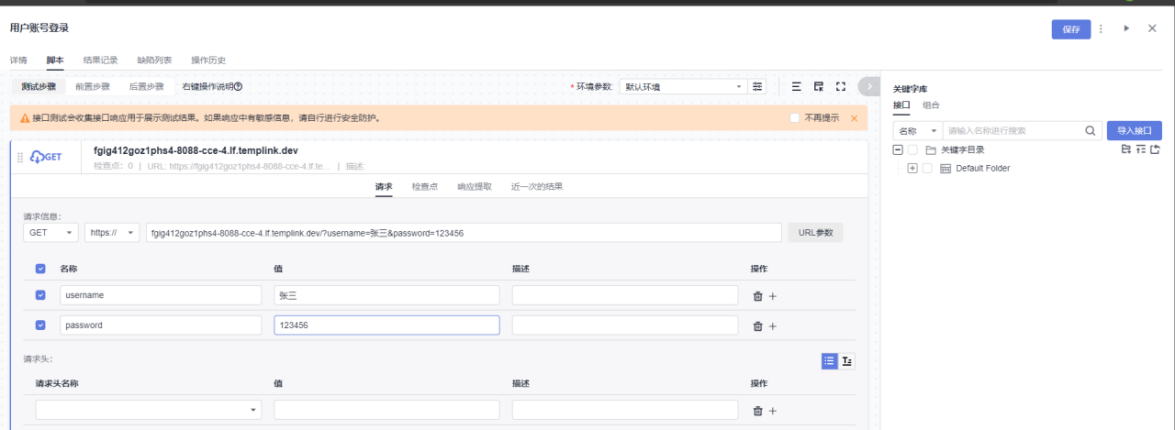 用户账号登录
保存
详情 脚本 结果记录 缺陷列表 操作历史
测试步骤 前置步骤 后置步骤 右键操作说明
* 环境参数: 默认环境
接口测试会收集接口响应用于展示测试结果。如果响应中有敏感信息，请自行进行安全防护。 不再提示
GET
fgig412goz1phs4-8088-cce-4.lf.templink.dev
检查点：0 | URL: https://fgig412goz1phs4-8088-cce-4.lf.te... | 描述
请求 检查点 响应提取 近一次的结果
请求信息:
GET https:// fgig412goz1phs4-8088-cce-4.lf.templink.dev/?username=张三&password=123456 URL参数
名称 值 描述 操作
username 张三
password 123456
请求头:
请求头名称 值 描述 操作
关键字库
接口 组合
名称 请输入名称进行搜索 导入接口
关键字目录
Default Folder